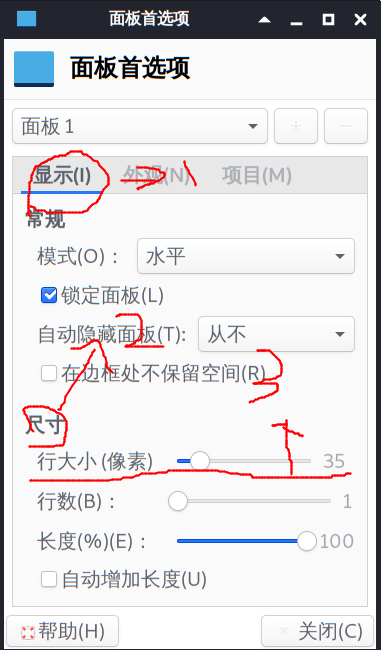 面板首选项
面板首选项
面板 1
显示(I) 外观(N) 项目(M)
常规
模式(O)： 水平
锁定面板(L)
自动隐藏面板(T): 从不
在边框处不保留空间(R)
尺寸
行大小 (像素) 35
行数(B)： 1
长度(%)(E)： 100
自动增加长度(U)
帮助(H) 关闭(C)